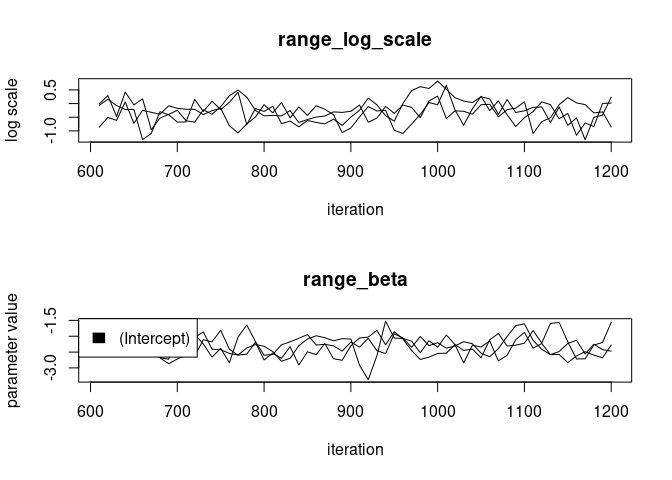 range_log_scale
log scale
0.5
-1.0
600 700 800 900 1000 1100 1200
iteration
range_beta
parameter value
-1.5
-3.0
(Intercept)
600 700 800 900 1000 1100 1200
iteration